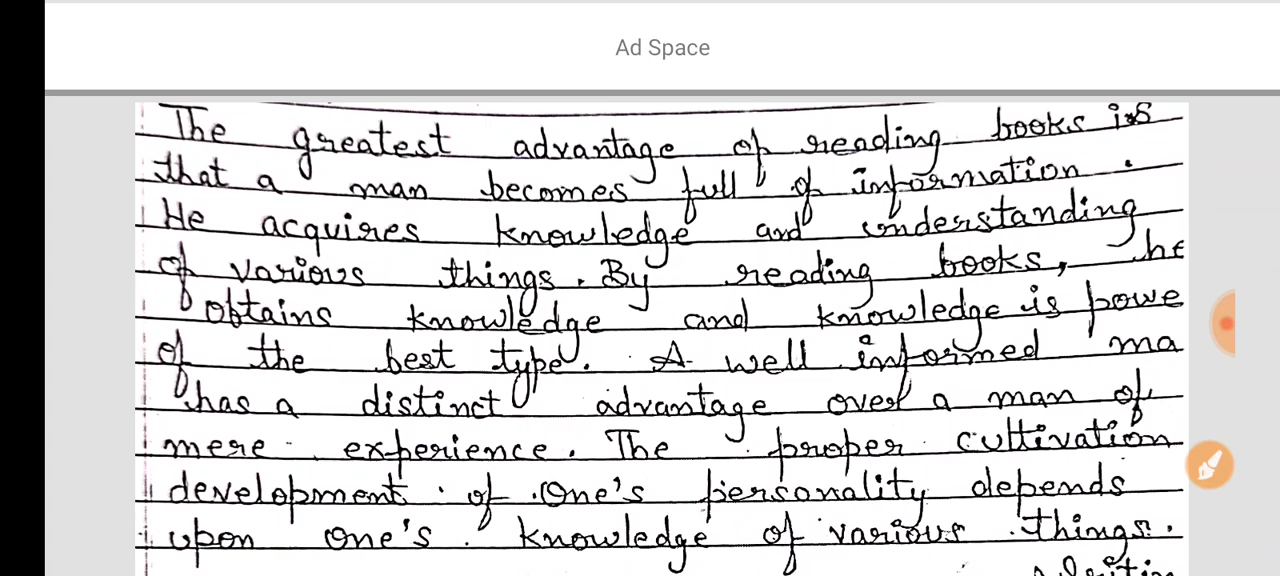 Ad Space
The greatest advantage of reading books is
that a man becomes full of information.
He acquires knowledge and understanding
of various things. By reading books, he
obtains knowledge and knowledge is powe
of the best type. A well informed ma
has a distinct advantage over a man of
mere experience. The proper cultivation
development of one's personality depends
upon one's knowledge of various things.